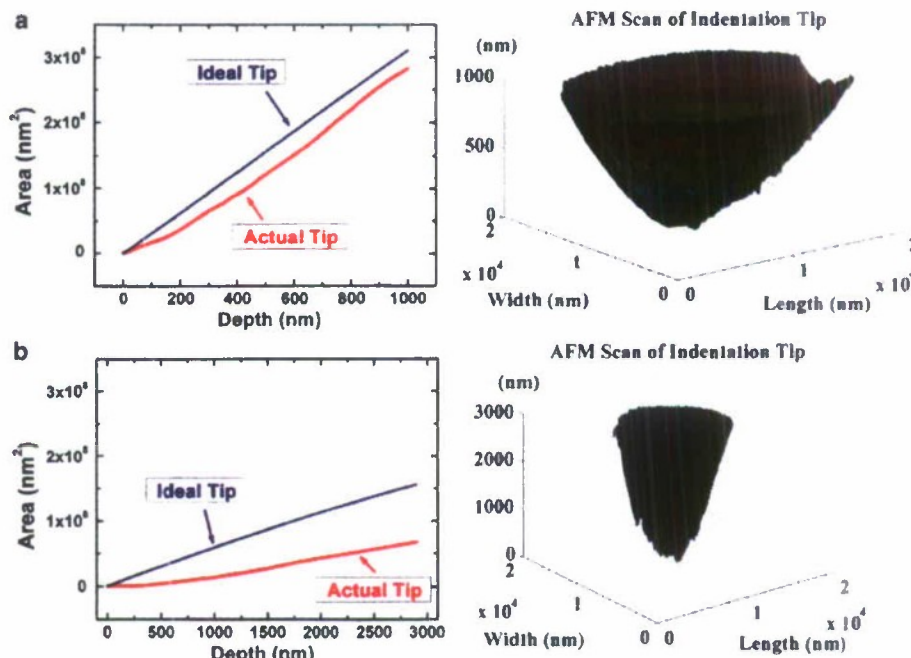 a
AFM Scan of Indentation Tip
3x10⁸
2x10⁸
1x10⁸
0
Area (nm²)
Ideal Tip
Actual Tip
0 200 400 600 800 1000
Depth (nm)
(nm)
1000
500
0
2
1
x 10⁴
0
Width (nm)
0
1
Length (nm)
b
AFM Scan of Indentation Tip
3x10⁸
2x10⁸
1x10⁸
0
Area (nm²)
Ideal Tip
Actual Tip
0 500 1000 1500 2000 2500 3000
Depth (nm)
(nm)
3000
2000
1000
0
2
1
x 10⁴
0
Width (nm)
0
1
2
x 10⁴
Length (nm)